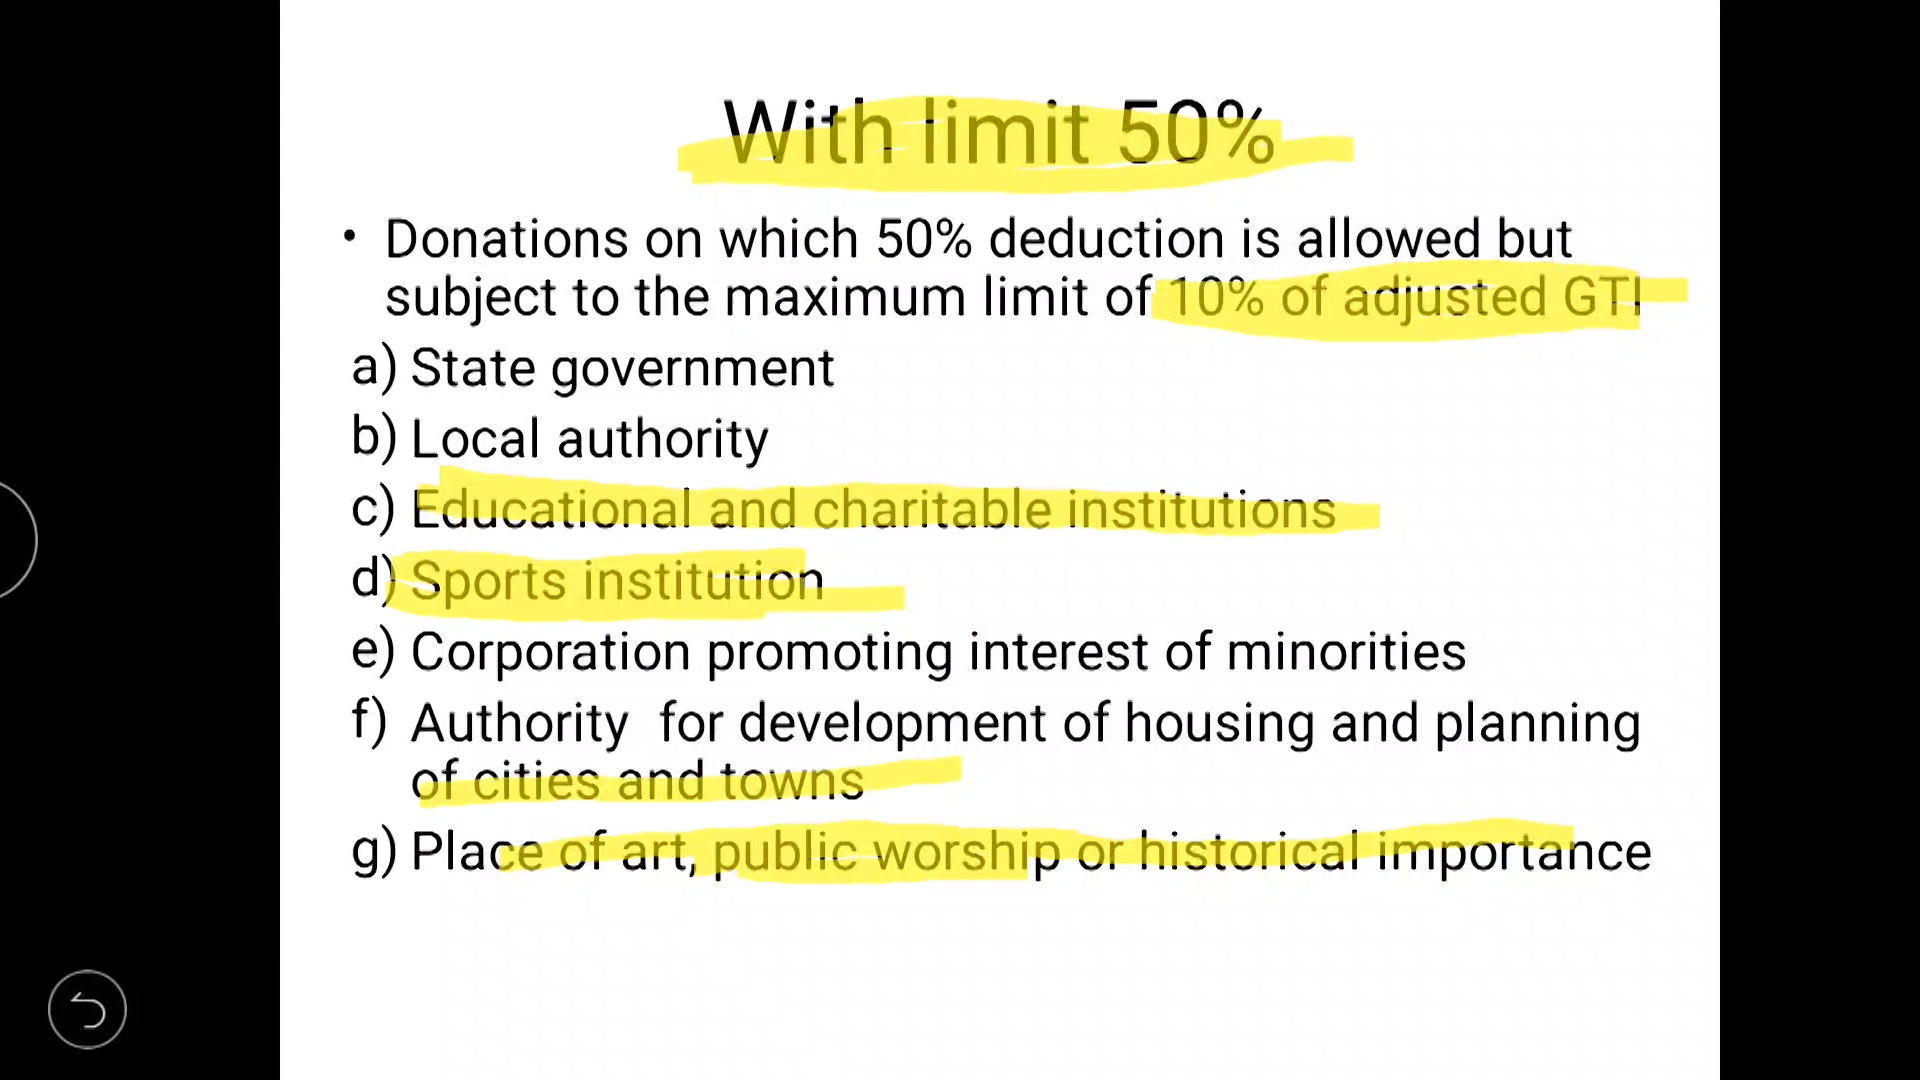 With limit 50%
• Donations on which 50% deduction is allowed but
subject to the maximum limit of 10% of adjusted GTI
a) State government
b) Local authority
c) Educational and charitable institutions
d) Sports institution
e) Corporation promoting interest of minorities
f) Authority for development of housing and planning
of cities and towns
g) Place of art, public worship or historical importance